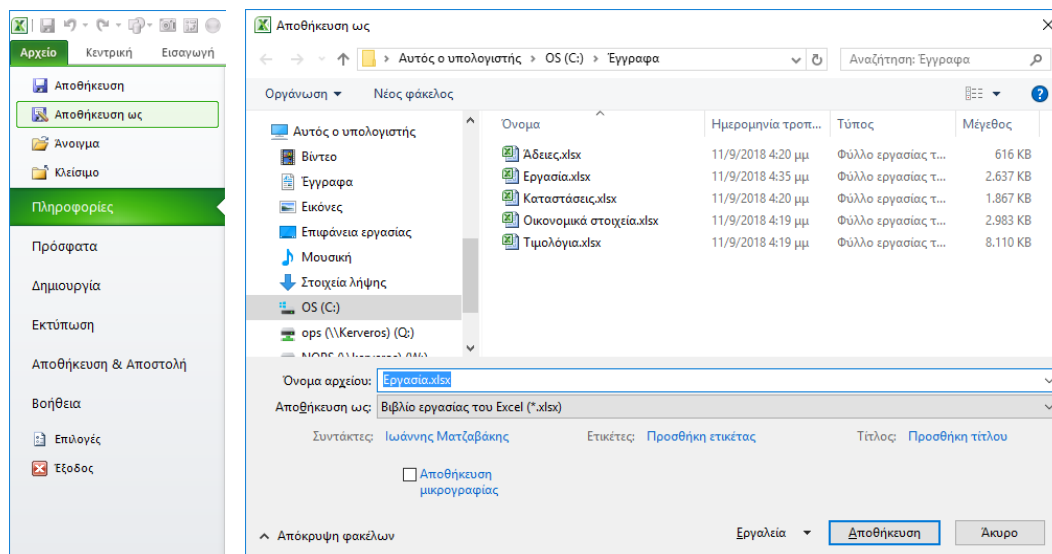 Αρχείο Κεντρική Εισαγωγή
Αποθήκευση
Αποθήκευση ως
Άνοιγμα
Κλείσιμο
Πληροφορίες
Πρόσφατα
Δημιουργία
Εκτύπωση
Αποθήκευση & Αποστολή
Βοήθεια
Επιλογές
Έξοδος
Αποθήκευση ως
Αυτός ο υπολογιστής › OS (C:) › Έγγραφα
Αναζήτηση: Έγγραφα
Οργάνωση Νέος φάκελος
Αυτός ο υπολογιστής
Βίντεο
Έγγραφα
Εικόνες
Επιφάνεια εργασίας
Μουσική
Στοιχεία λήψης
OS (C:)
ops (\\Kerveros) (Q:)
Όνομα Ημερομηνία τροπ... Τύπος Μέγεθος
Άδειες.xlsx 11/9/2018 4:20 μμ Φύλλο εργασίας τ... 616 KB
Εργασία.xlsx 11/9/2018 4:35 μμ Φύλλο εργασίας τ... 2.637 KB
Καταστάσεις.xlsx 11/9/2018 4:20 μμ Φύλλο εργασίας τ... 1.867 KB
Οικονομικά στοιχεία.xlsx 11/9/2018 4:19 μμ Φύλλο εργασίας τ... 2.983 KB
Τιμολόγια.xlsx 11/9/2018 4:19 μμ Φύλλο εργασίας τ... 8.110 KB
Όνομα αρχείου: Εργασία.xlsx
Αποθήκευση ως: Βιβλίο εργασίας του Excel (*.xlsx)
Συντάκτες: Ιωάννης Ματζαβάκης Ετικέτες: Προσθήκη ετικέτας Τίτλος: Προσθήκη τίτλου
Αποθήκευση
μικρογραφίας
Απόκρυψη φακέλων
Εργαλεία Αποθήκευση Άκυρο